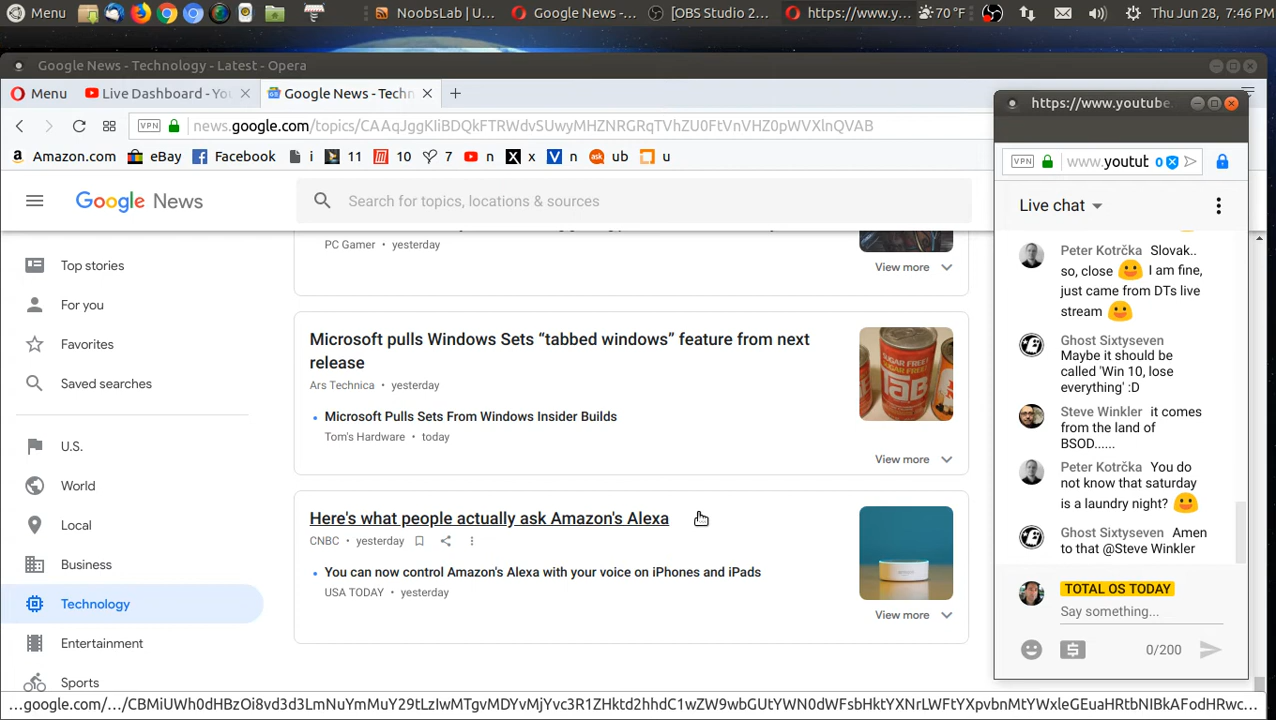 NoobsLab | U...
Google News -...
[OBS Studio 2...
https://www.y...
70 °F
Thu Jun 28, 7:46 PM
Google News - Technology - Latest - Opera
Menu
Live Dashboard - You
Google News - Techn
VPN
news.google.com/topics/CAAqJggKIiBDQkFTRWdvSUwyMHZNRGRqTVhZU0FtVnVHZ0pWVXlnQVAB
Amazon.com
eBay
Facebook
i
11
10
7
n
x
n
ub
u
Google News
Search for topics, locations & sources
Top stories
For you
Favorites
Saved searches
U.S.
World
Local
Business
Technology
Entertainment
Sports
PC Gamer • yesterday
View more
Microsoft pulls Windows Sets “tabbed windows” feature from next
release
Ars Technica • yesterday
Microsoft Pulls Sets From Windows Insider Builds
Tom's Hardware • today
View more
Here's what people actually ask Amazon's Alexa
CNBC • yesterday
You can now control Amazon's Alexa with your voice on iPhones and iPads
USA TODAY • yesterday
View more
https://www.youtube.
VPN
www.youtub
0
Live chat
Peter Kotrčka Slovak..
so, close I am fine,
just came from DTs live
stream
Ghost Sixtyseven
Maybe it should be
called 'Win 10, lose
everything' :D
Steve Winkler it comes
from the land of
BSOD......
Peter Kotrčka You do
not know that saturday
is a laundry night?
Ghost Sixtyseven Amen
to that @Steve Winkler
TOTAL OS TODAY
Say something...
0/200